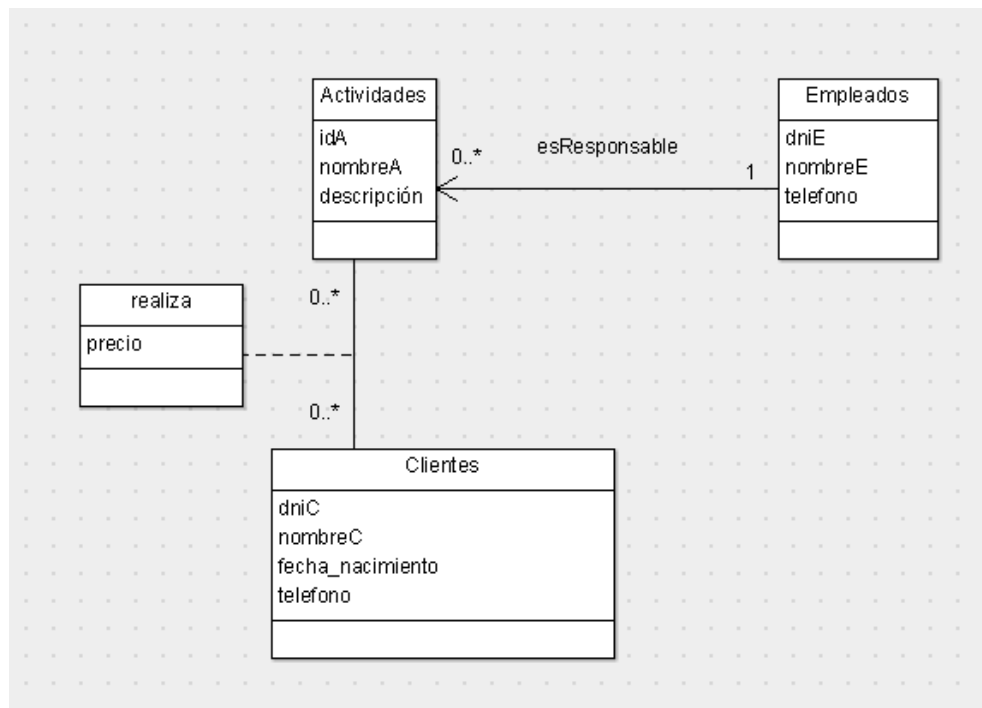 Actividades
idA
nombreA
descripción
Empleados
dniE
nombreE
telefono
0..*
esResponsable
1
realiza
precio
0..*
0..*
Clientes
dniC
nombreC
fecha_nacimiento
telefono